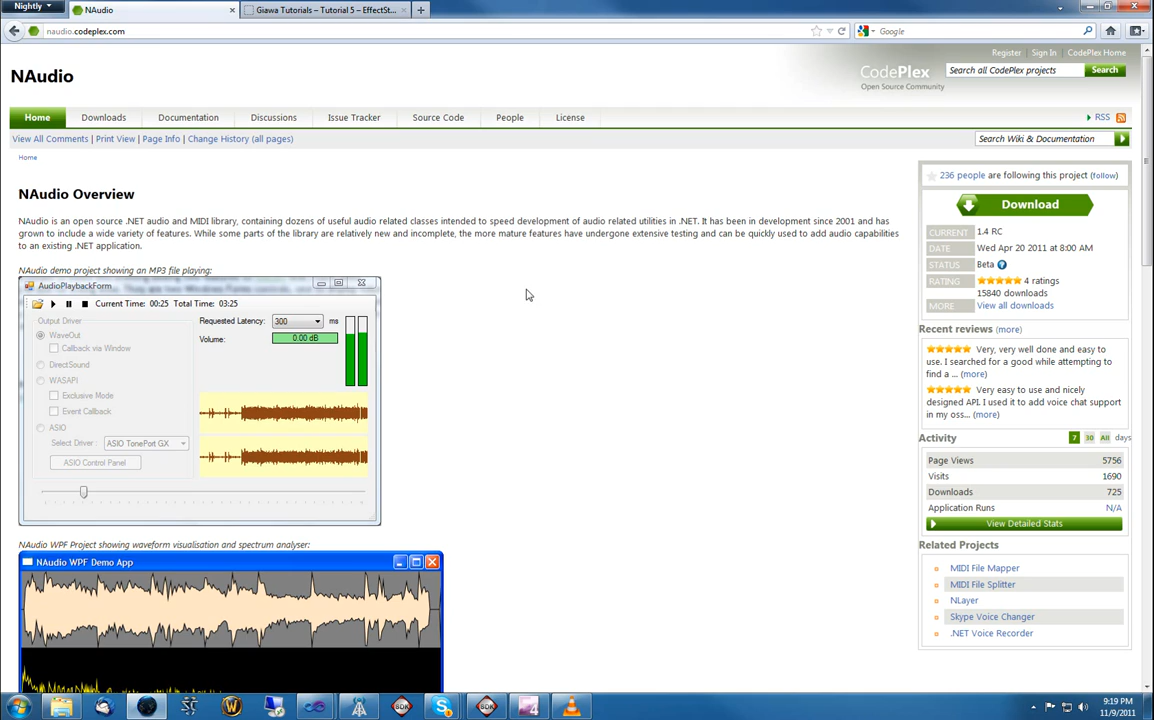 Nightly
NAudio
Giawa Tutorials – Tutorial 5 – EffectSt...
naudio.codeplex.com
Google
Register Sign In CodePlex Home
NAudio
CodePlex
Open Source Community
Search all CodePlex projects Search
Home Downloads Documentation Discussions Issue Tracker Source Code People License
RSS
View All Comments | Print View | Page Info | Change History (all pages)
Search Wiki & Documentation
Home
NAudio Overview
NAudio is an open source .NET audio and MIDI library, containing dozens of useful audio related classes intended to speed development of audio related utilities in .NET. It has been in development since 2001 and has
grown to include a wide variety of features. While some parts of the library are relatively new and incomplete, the more mature features have undergone extensive testing and can be quickly used to add audio capabilities
to an existing .NET application.
NAudio demo project showing an MP3 file playing:
AudioPlaybackForm
Current Time: 00:25 Total Time: 03:25
Output Driver
WaveOut
Callback via Window
DirectSound
WASAPI
Exclusive Mode
Event Callback
ASIO
Select Driver: ASIO TonePort GX
ASIO Control Panel
Requested Latency: 300 ms
Volume: 0.00 dB
NAudio WPF Project showing waveform visualisation and spectrum analyser:
NAudio WPF Demo App
236 people are following this project (follow)
Download
CURRENT 1.4 RC
DATE Wed Apr 20 2011 at 8:00 AM
STATUS Beta
RATING 4 ratings
15840 downloads
MORE View all downloads
Recent reviews (more)
Very, very well done and easy to
use. I searched for a good while attempting to
find a ... (more)
Very easy to use and nicely
designed API. I used it to add voice chat support
in my oss... (more)
Activity 7 30 All days
Page Views 5756
Visits 1690
Downloads 725
Application Runs N/A
View Detailed Stats
Related Projects
MIDI File Mapper
MIDI File Splitter
NLayer
Skype Voice Changer
.NET Voice Recorder
SDK
SDK
9:19 PM
11/9/2011